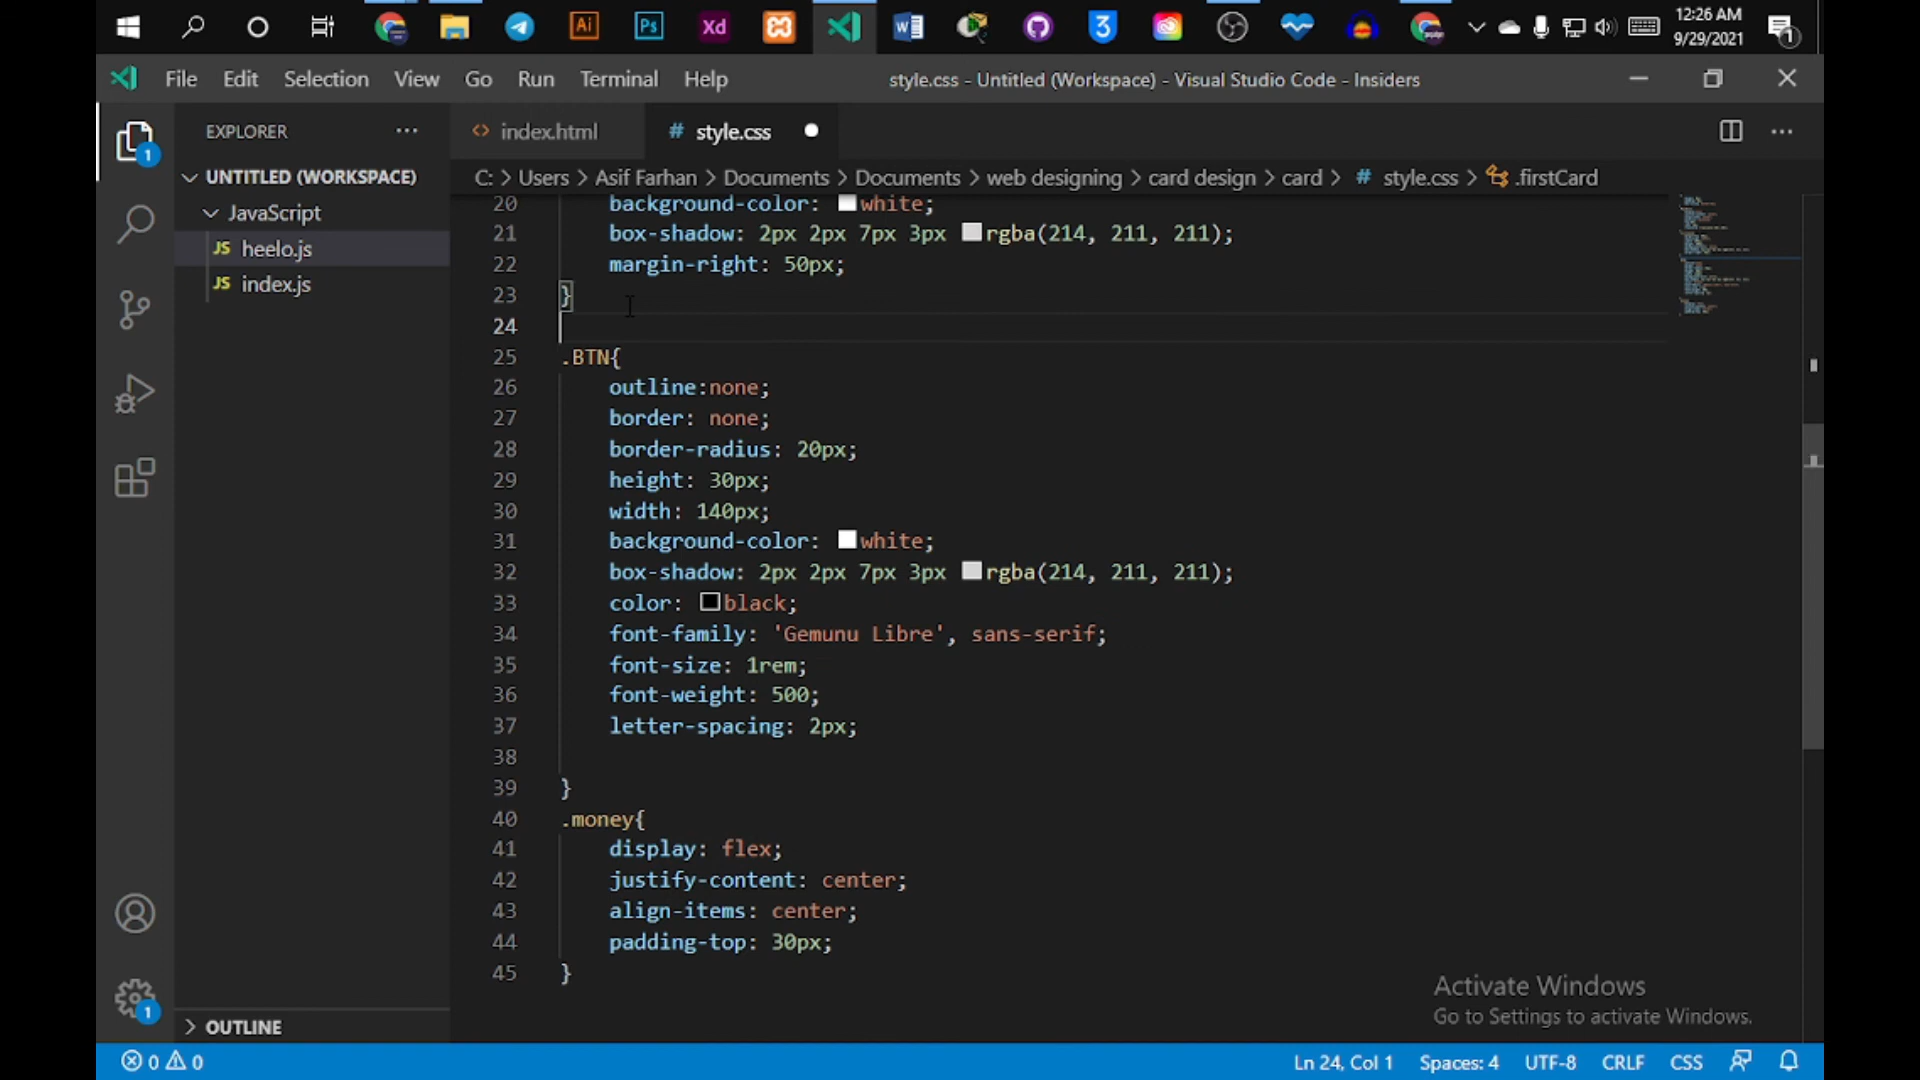 Ai
Ps
Xd
12:26 AM
9/29/2021
1
File Edit Selection View Go Run Terminal Help
style.css - Untitled (Workspace) - Visual Studio Code - Insiders
1
EXPLORER
index.html
# style.css
UNTITLED (WORKSPACE)
C: > Users > Asif Farhan > Documents > Documents > web designing > card design > card > # style.css > .firstCard
JavaScript
JS heelo.js
JS index.js
20 background-color: white;
21 box-shadow: 2px 2px 7px 3px rgba(214, 211, 211);
22 margin-right: 50px;
23 }
24
25 .BTN{
26 outline:none;
27 border: none;
28 border-radius: 20px;
29 height: 30px;
30 width: 140px;
31 background-color: white;
32 box-shadow: 2px 2px 7px 3px rgba(214, 211, 211);
33 color: black;
34 font-family: 'Gemunu Libre', sans-serif;
35 font-size: 1rem;
36 font-weight: 500;
37 letter-spacing: 2px;
38
39 }
40 .money{
41 display: flex;
42 justify-content: center;
43 align-items: center;
44 padding-top: 30px;
45 }
Activate Windows
Go to Settings to activate Windows.
1
OUTLINE
0 0
Ln 24, Col 1 Spaces: 4 UTF-8 CRLF CSS